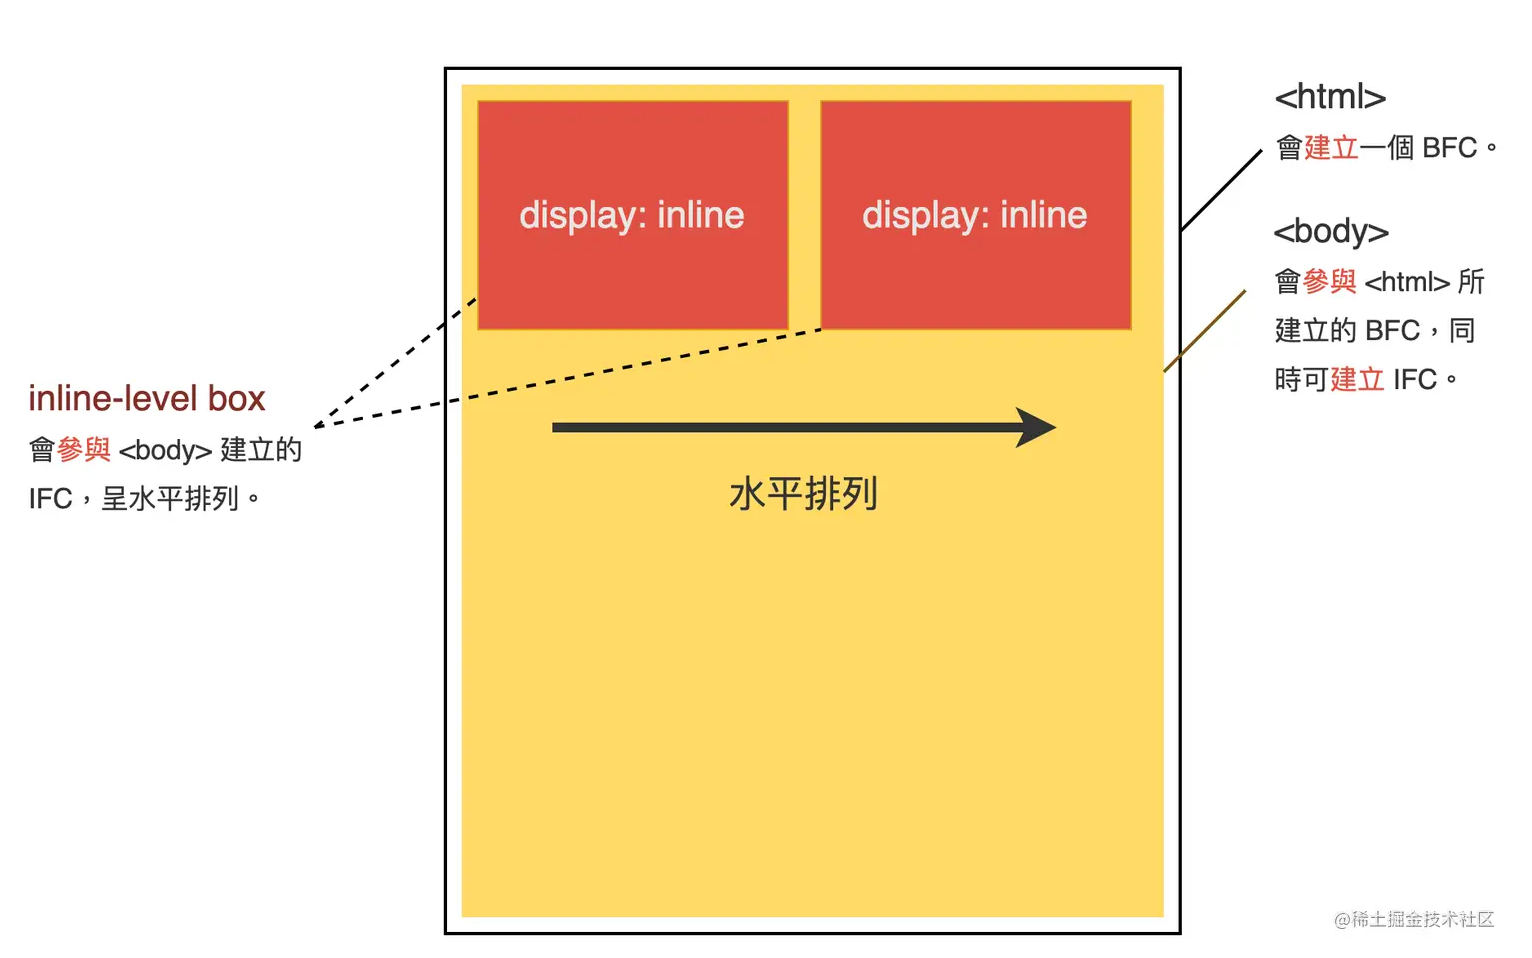 <html>
會建立一個 BFC。
display: inline
display: inline
<body>
會參與 <html> 所
建立的 BFC，同
時可建立 IFC。
inline-level box
會參與 <body> 建立的
IFC，呈水平排列。
水平排列
@稀土掘金技术社区